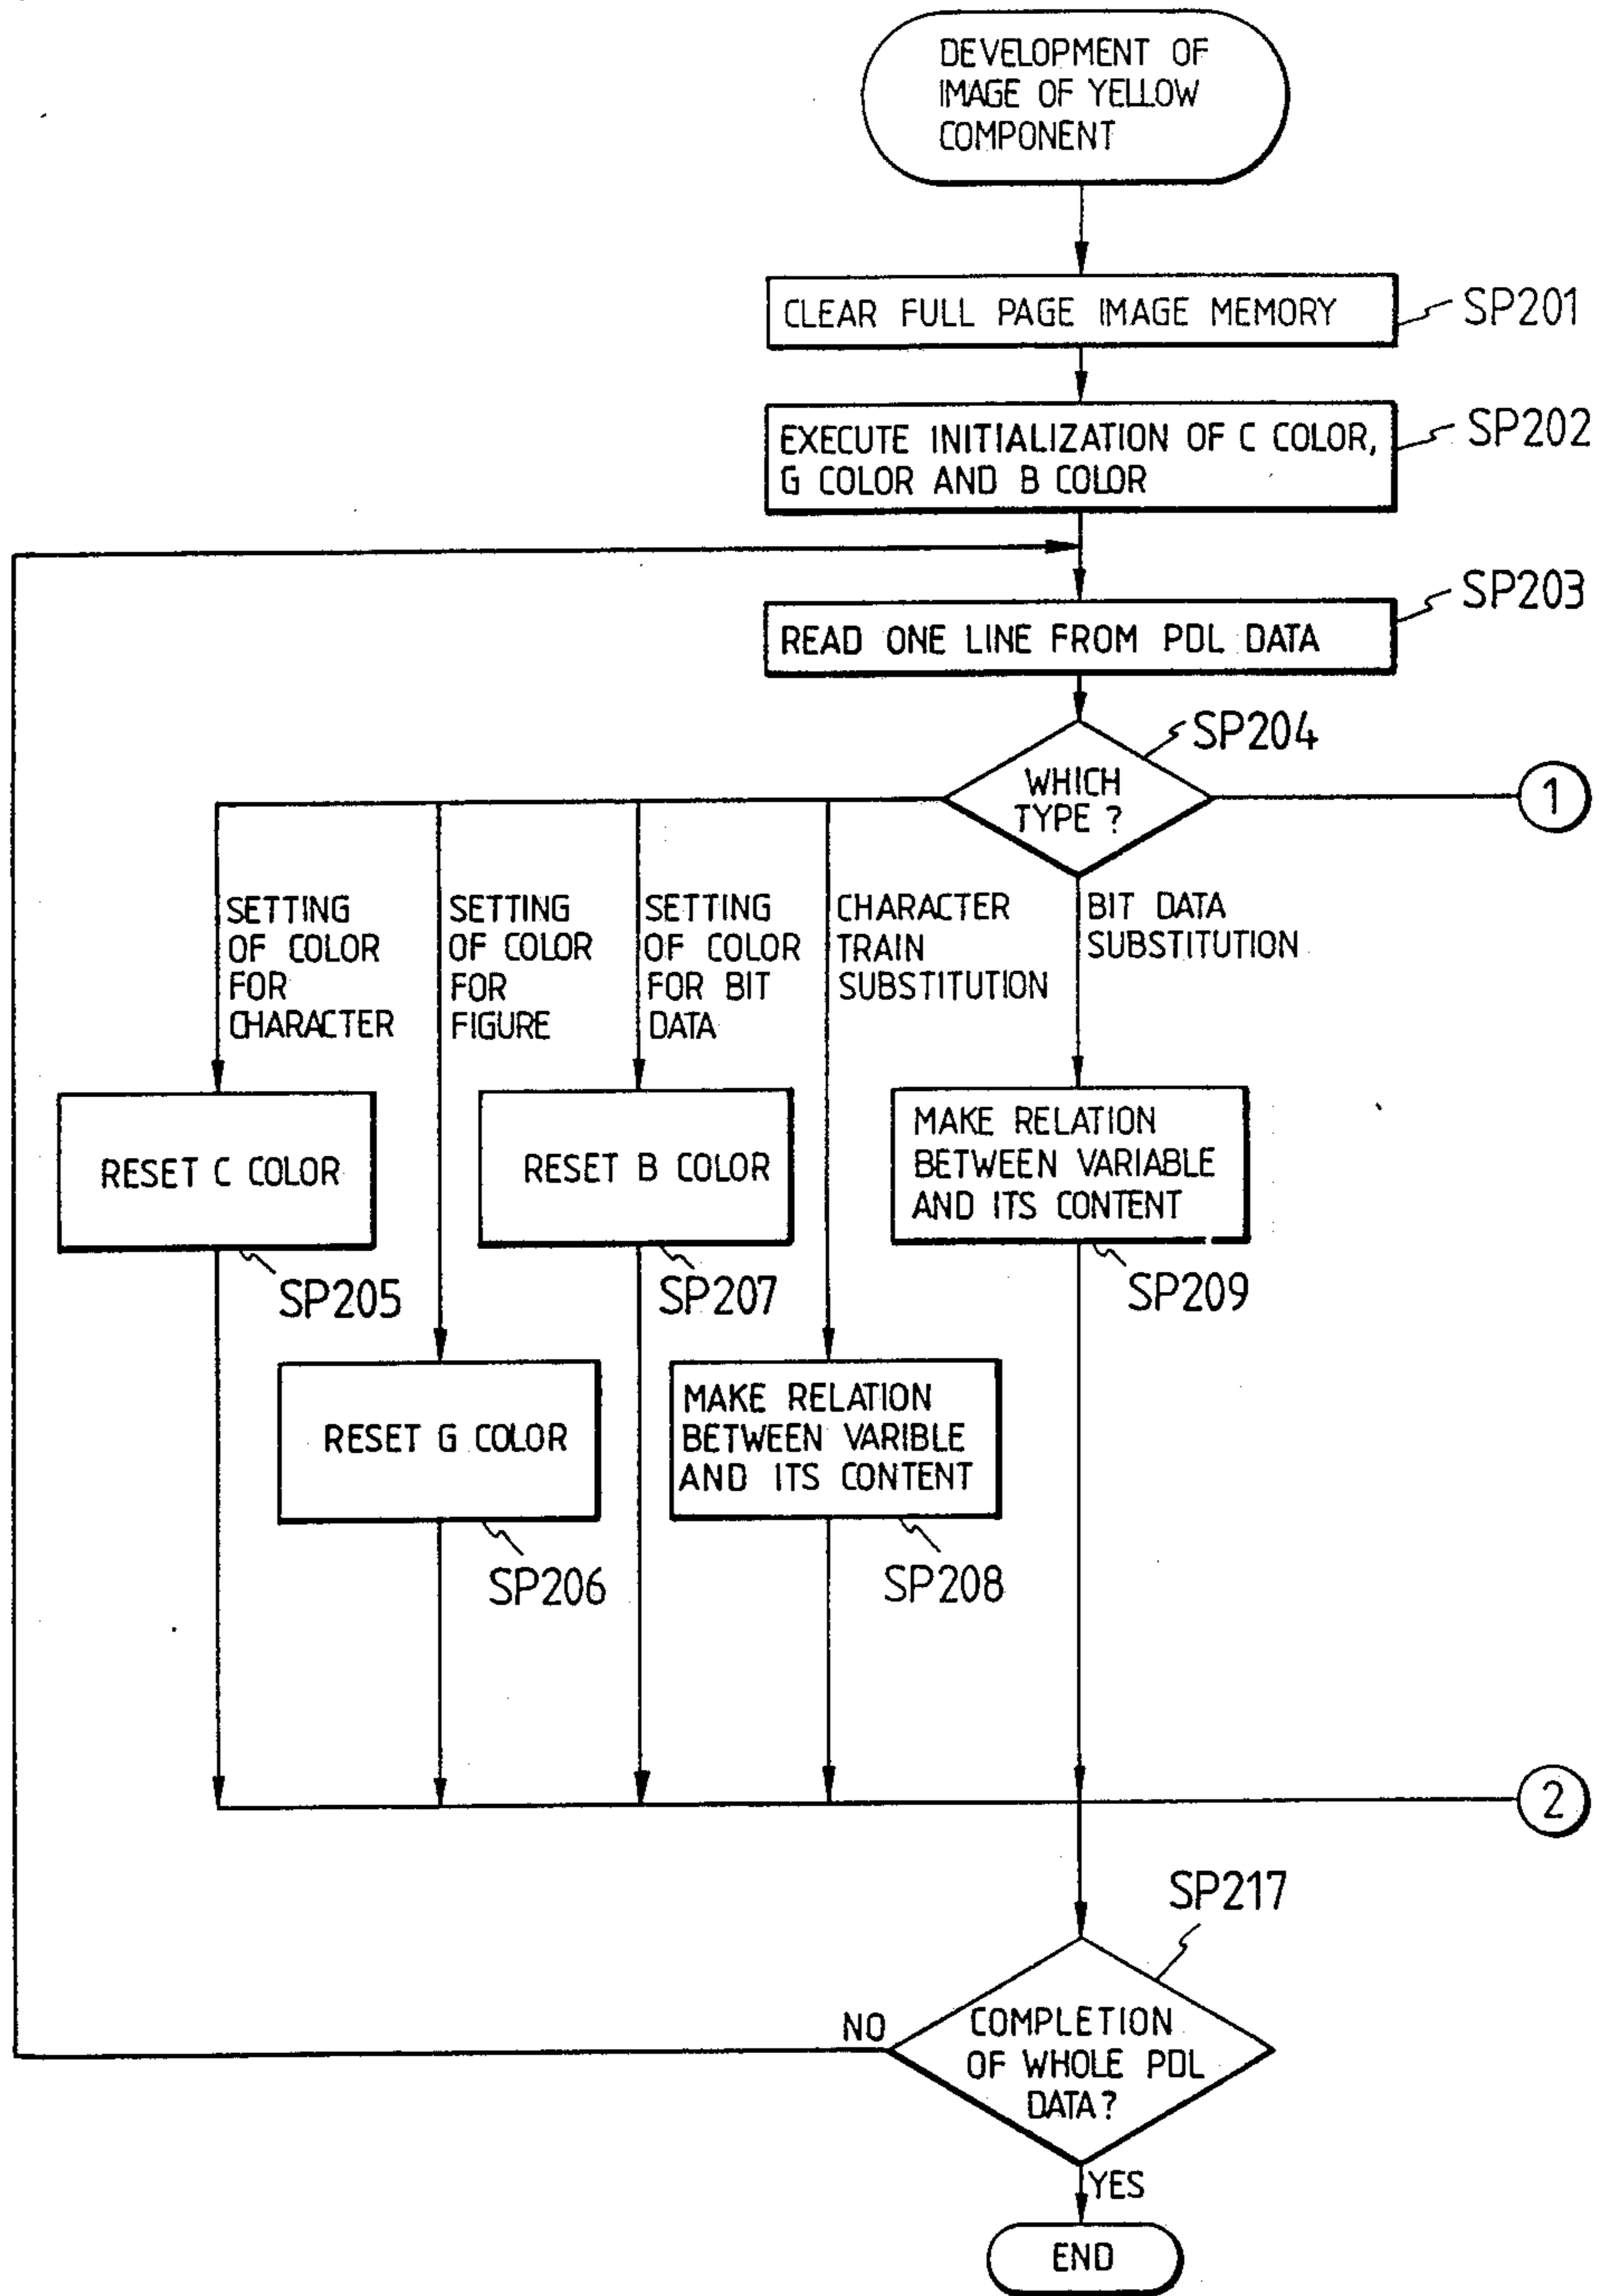 DEVELOPMENT OF
IMAGE OF YELLOW
COMPONENT
CLEAR FULL PAGE IMAGE MEMORY
SP201
EXECUTE INITIALIZATION OF C COLOR,
G COLOR AND B COLOR
SP202
READ ONE LINE FROM PDL DATA
SP203
WHICH
TYPE ?
SP204
1
SETTING
OF COLOR
FOR
CHARACTER
SETTING
OF COLOR
FOR
FIGURE
SETTING
OF COLOR
FOR BIT
DATA
CHARACTER
TRAIN
SUBSTITUTION
BIT DATA
SUBSTITUTION
RESET C COLOR
SP205
RESET B COLOR
SP207
MAKE RELATION
BETWEEN VARIABLE
AND ITS CONTENT
SP209
RESET G COLOR
SP206
MAKE RELATION
BETWEEN VARIBLE
AND ITS CONTENT
SP208
2
SP217
COMPLETION
OF WHOLE PDL
DATA?
NO
YES
END